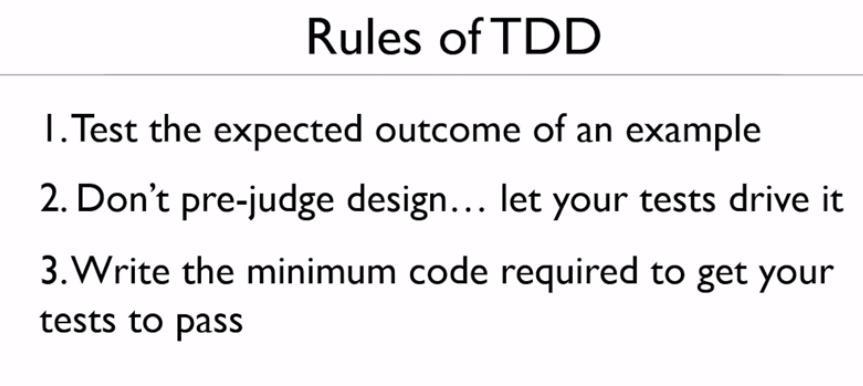 Rules of TDD
1. Test the expected outcome of an example
2. Don’t pre-judge design… let your tests drive it
3. Write the minimum code required to get your
tests to pass